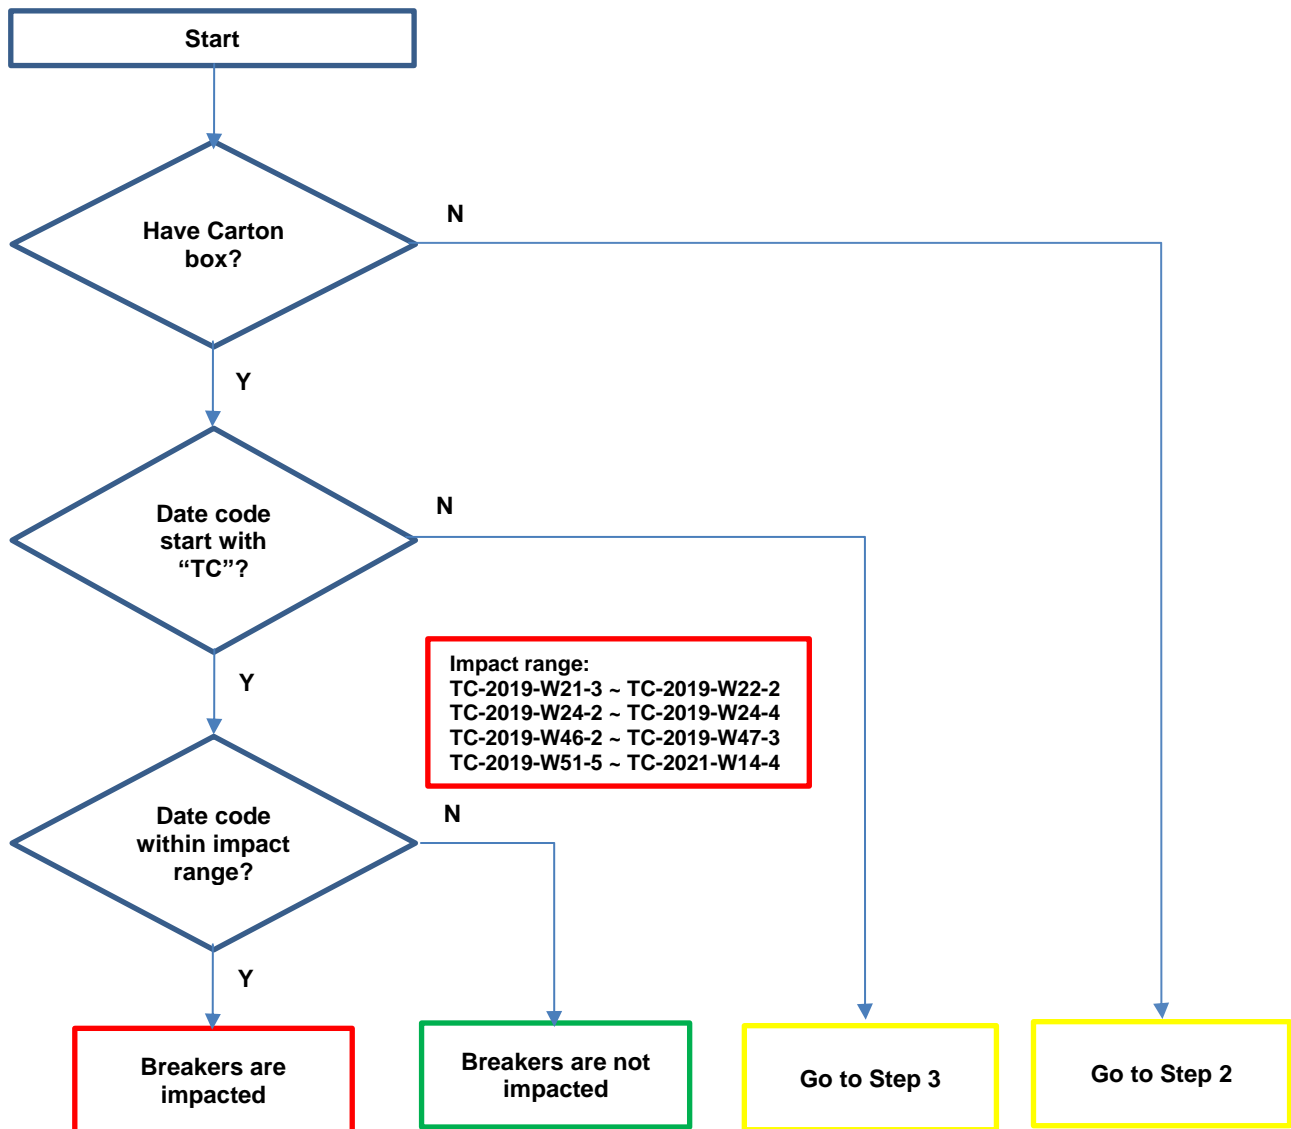 Start
Have Carton
box?
N
Y
Date code
start with
“TC”?
N
Y
Impact range:
TC-2019-W21-3 ~ TC-2019-W22-2
TC-2019-W24-2 ~ TC-2019-W24-4
TC-2019-W46-2 ~ TC-2019-W47-3
TC-2019-W51-5 ~ TC-2021-W14-4
Date code
within impact
range?
N
Y
Breakers are
impacted
Breakers are not
impacted
Go to Step 3
Go to Step 2